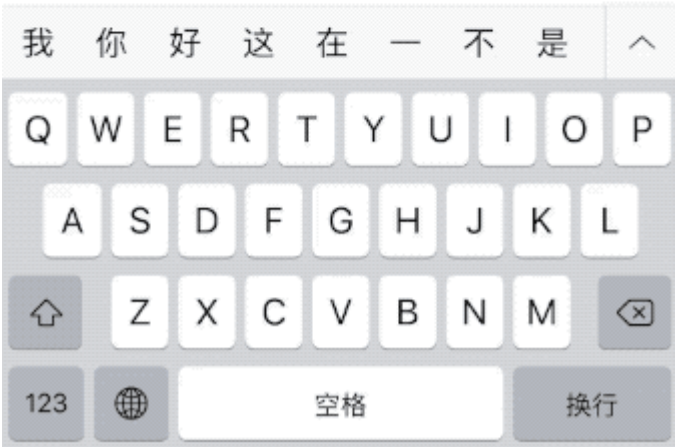 我 你 好 这 在 一 不 是
Q W E R T Y U I O P
A S D F G H J K L
Z X C V B N M
123 空格 换行